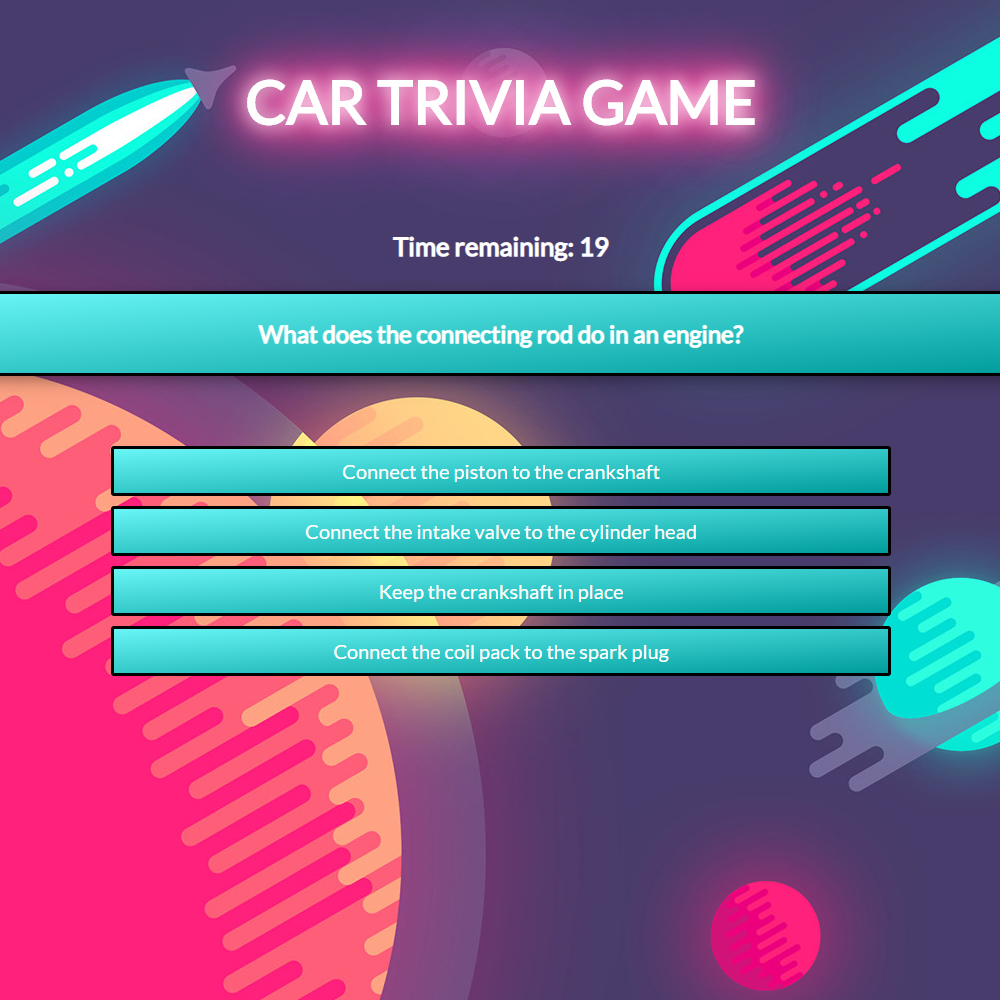 CAR TRIVIA GAME
Time remaining: 19
What does the connecting rod do in an engine?
Connect the piston to the crankshaft
Connect the intake valve to the cylinder head
Keep the crankshaft in place
Connect the coil pack to the spark plug